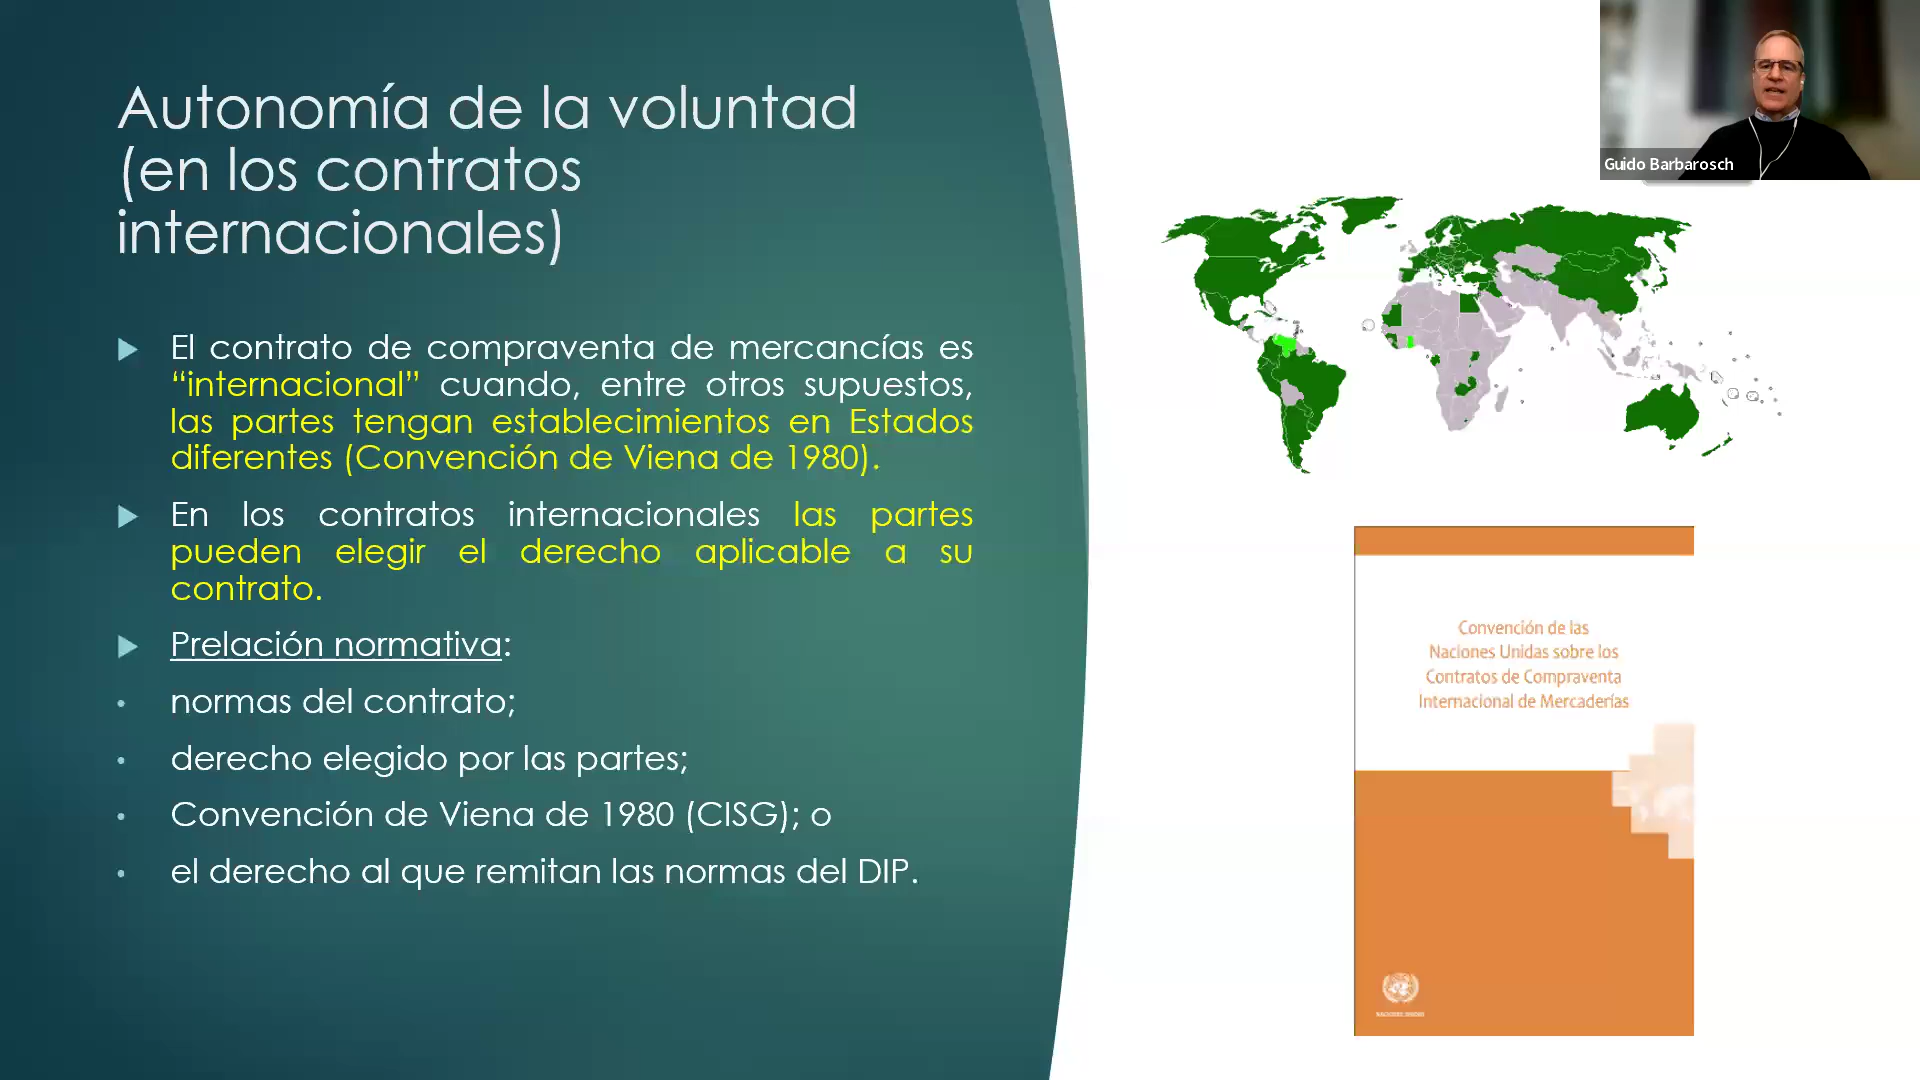 Autonomía de la voluntad
(en los contratos
internacionales)
El contrato de compraventa de mercancías es
“internacional” cuando, entre otros supuestos,
las partes tengan establecimientos en Estados
diferentes (Convención de Viena de 1980).
En los contratos internacionales las partes
pueden elegir el derecho aplicable a su
contrato.
Prelación normativa:
normas del contrato;
derecho elegido por las partes;
Convención de Viena de 1980 (CISG); o
el derecho al que remitan las normas del DIP.
Guido Barbarosch
Convención de las
Naciones Unidas sobre los
Contratos de Compraventa
Internacional de Mercaderías
NACIONES UNIDAS